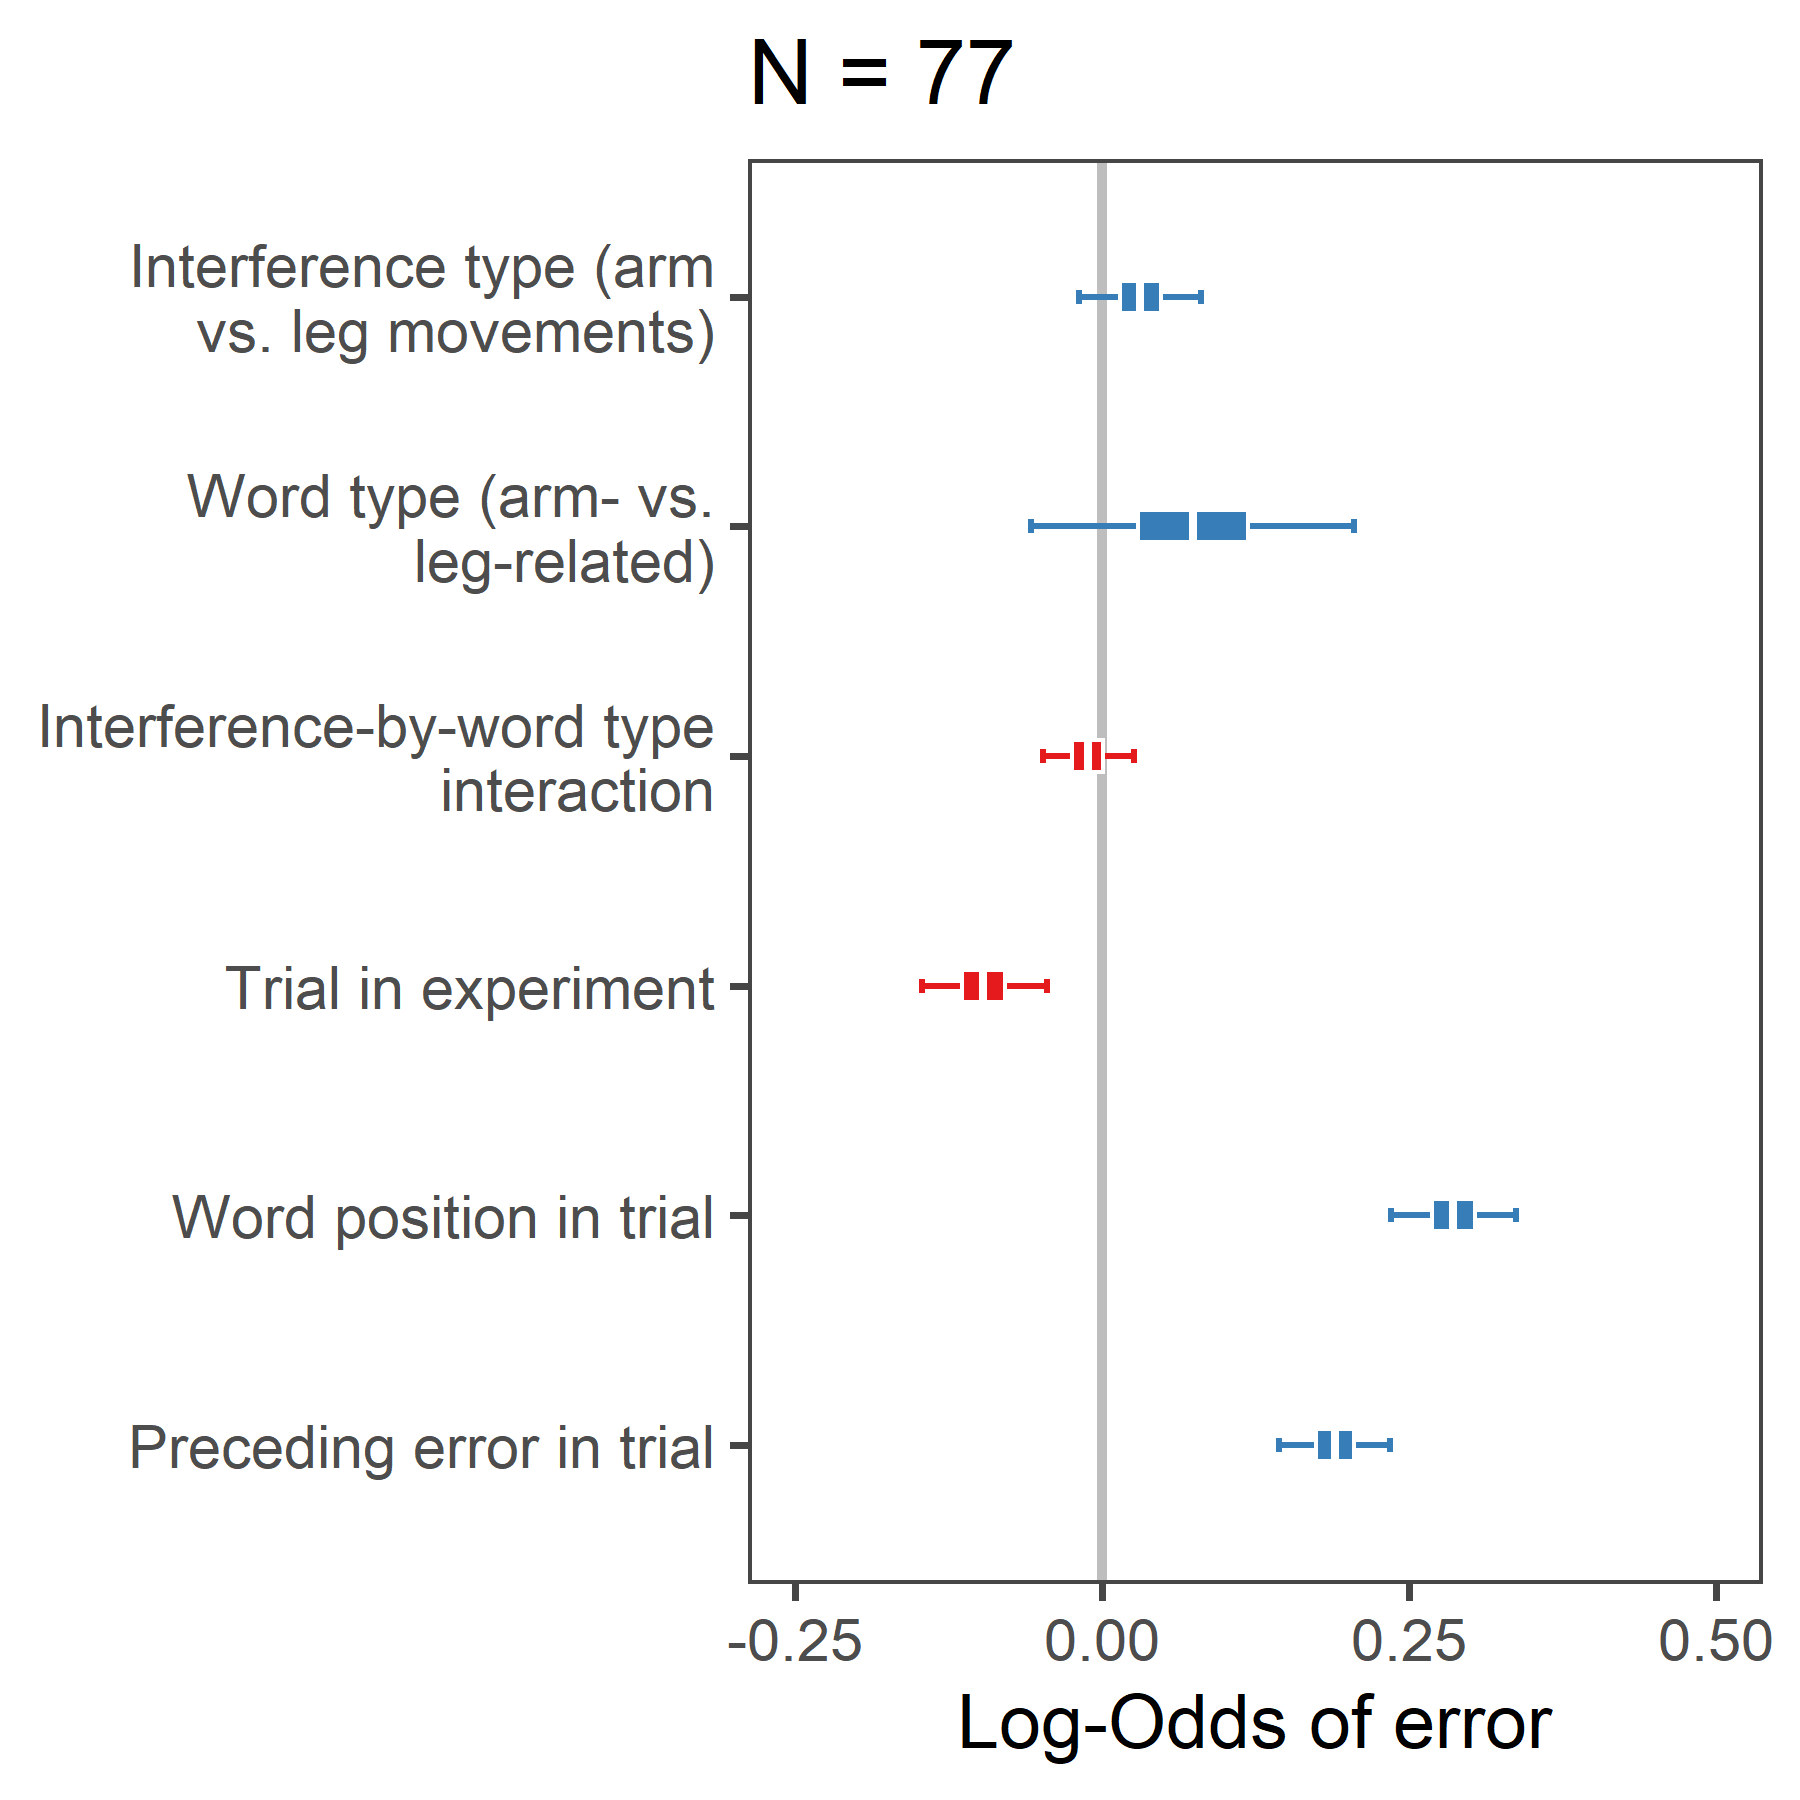 N = 77
Interference type (arm
vs. leg movements)
Word type (arm- vs.
leg-related)
Interference-by-word type
interaction
Trial in experiment
Word position in trial
Preceding error in trial
-0.25 0.00 0.25 0.50
Log-Odds of error